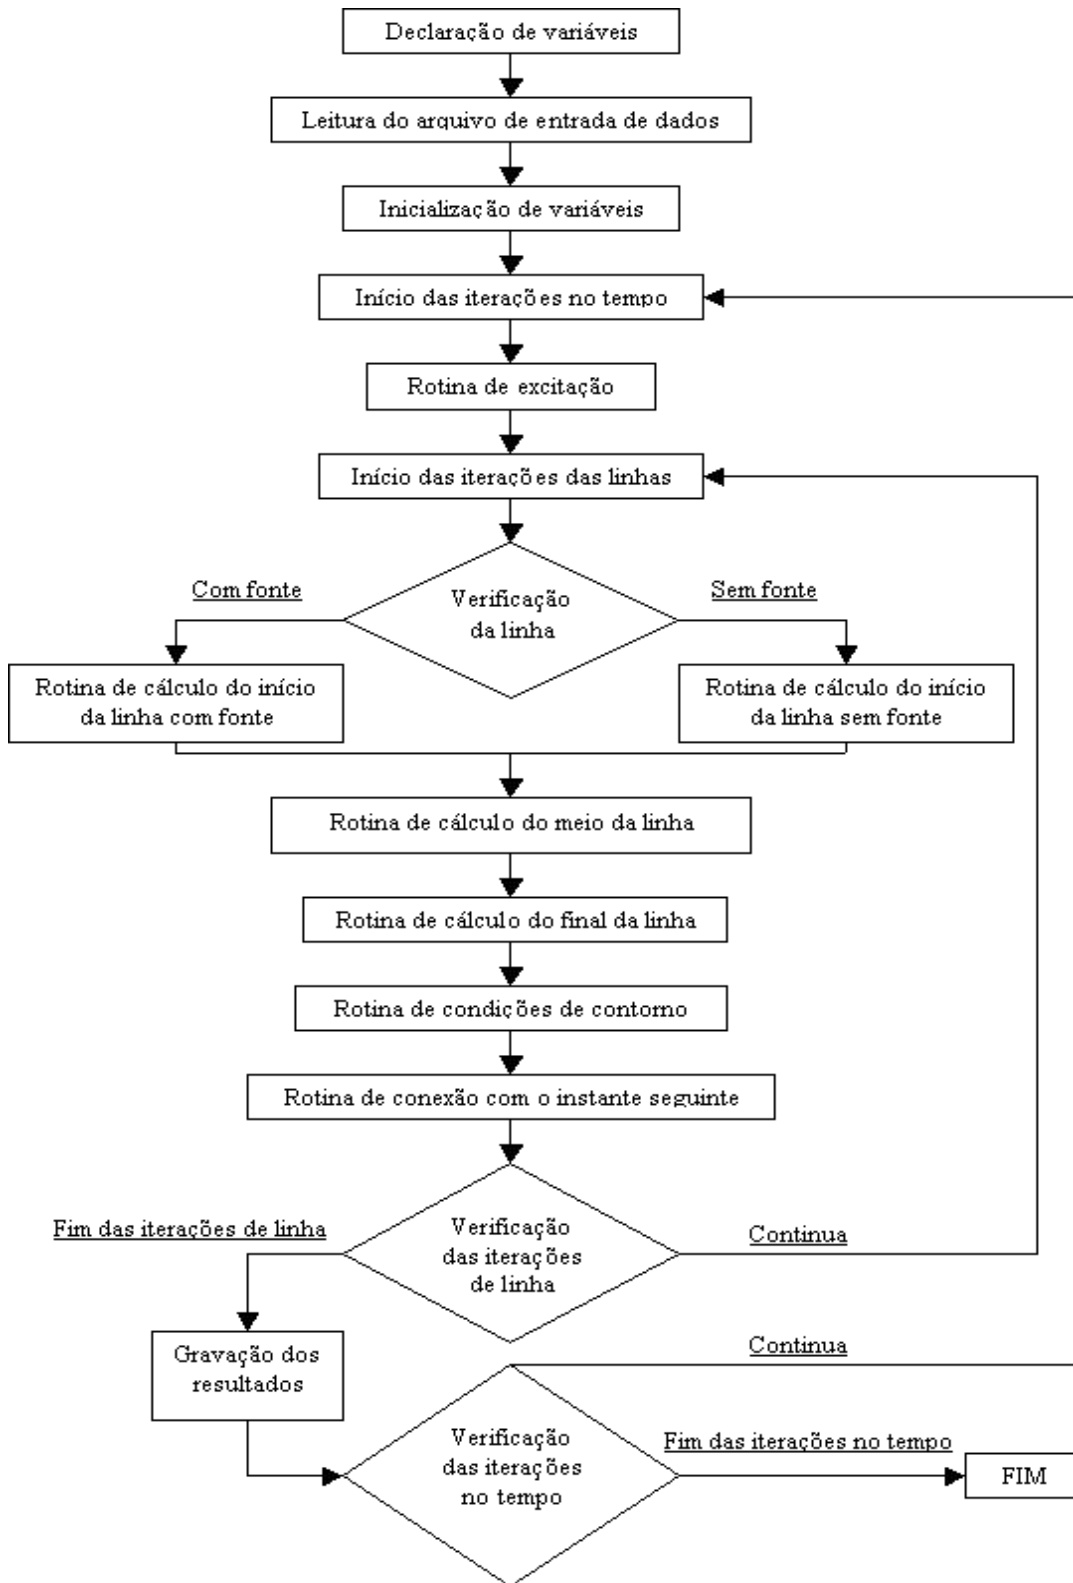 Declaração de variáveis
Leitura do arquivo de entrada de dados
Inicialização de variáveis
Início das iterações no tempo
Rotina de excitação
Início das iterações das linhas
Com fonte
Verificação
da linha
Sem fonte
Rotina de cálculo do início
da linha com fonte
Rotina de cálculo do início
da linha sem fonte
Rotina de cálculo do meio da linha
Rotina de cálculo do final da linha
Rotina de condições de contorno
Rotina de conexão com o instante seguinte
Fim das iterações de linha
Verificação
das iterações
de linha
Continua
Gravação dos
resultados
Continua
Verificação
das iterações
no tempo
Fim das iterações no tempo
FIM